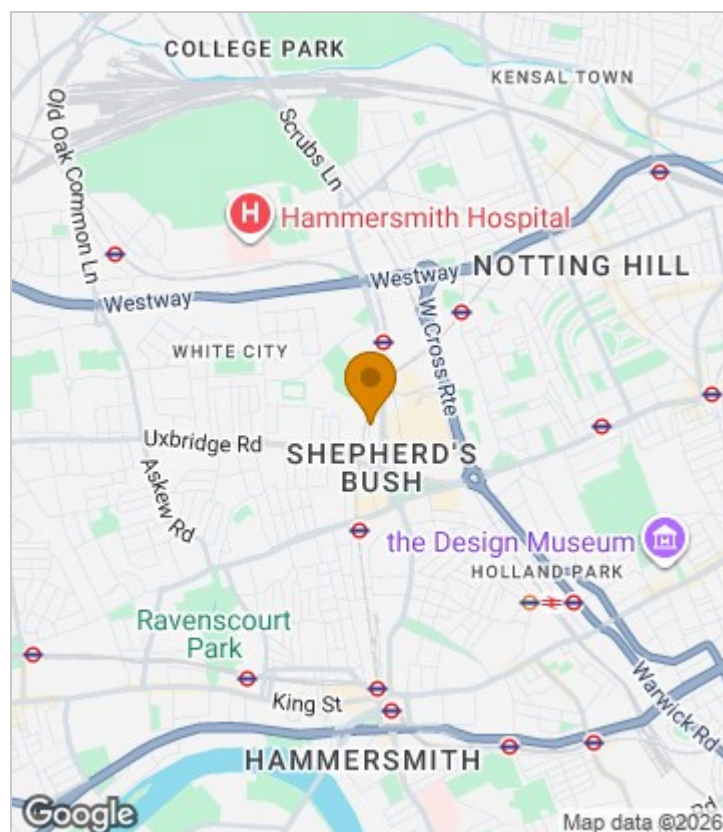 COLLEGE PARK
KENSAL TOWN
Old Oak Common Ln
Scrubs Ln
H
Hammersmith Hospital
Westway
NOTTING HILL
Westway
W Cross Rte
WHITE CITY
Uxbridge Rd
SHEPHERD'S
BUSH
Askew Rd
the Design Museum
HOLLAND PARK
Ravenscourt
Park
Warwick Rd
King St
HAMMERSMITH
Rd
Google
Map data ©2026